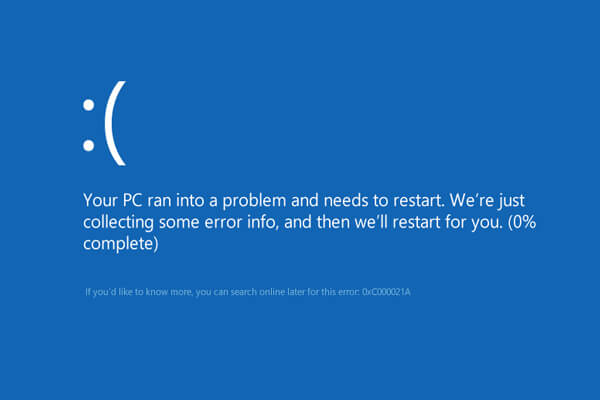 :(
Your PC ran into a problem and needs to restart. We're just
collecting some error info, and then we'll restart for you. (0%
complete)
If you'd like to know more, you can search online later for this error: 0xC000021A